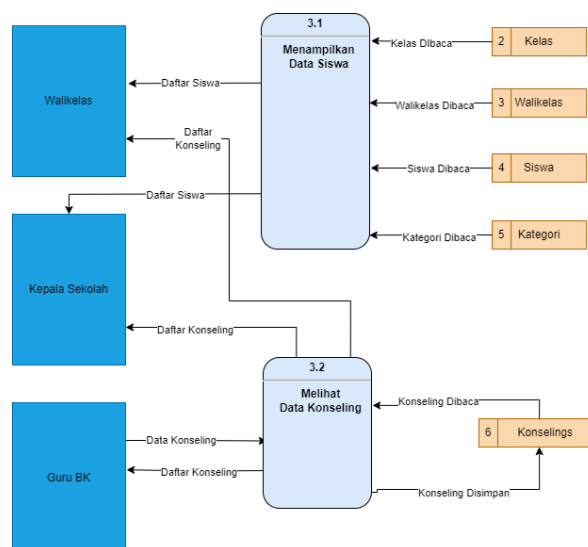 3.1
Menampilkan
Data Siswa
2 Kelas
Kelas DIbaca
Daftar Siswa
Walikelas
Walikelas Dibaca
3 Walikelas
Daftar
Konseling
Siswa Dibaca
4 Siswa
Daftar Siswa
Kategori Dibaca
5 Kategori
Kepala Sekolah
Daftar Konseling
3.2
Melihat
Data Konseling
Konseling Dibaca
6 Konselings
Data Konseling
Daftar Konseling
Guru BK
Konseling Disimpan